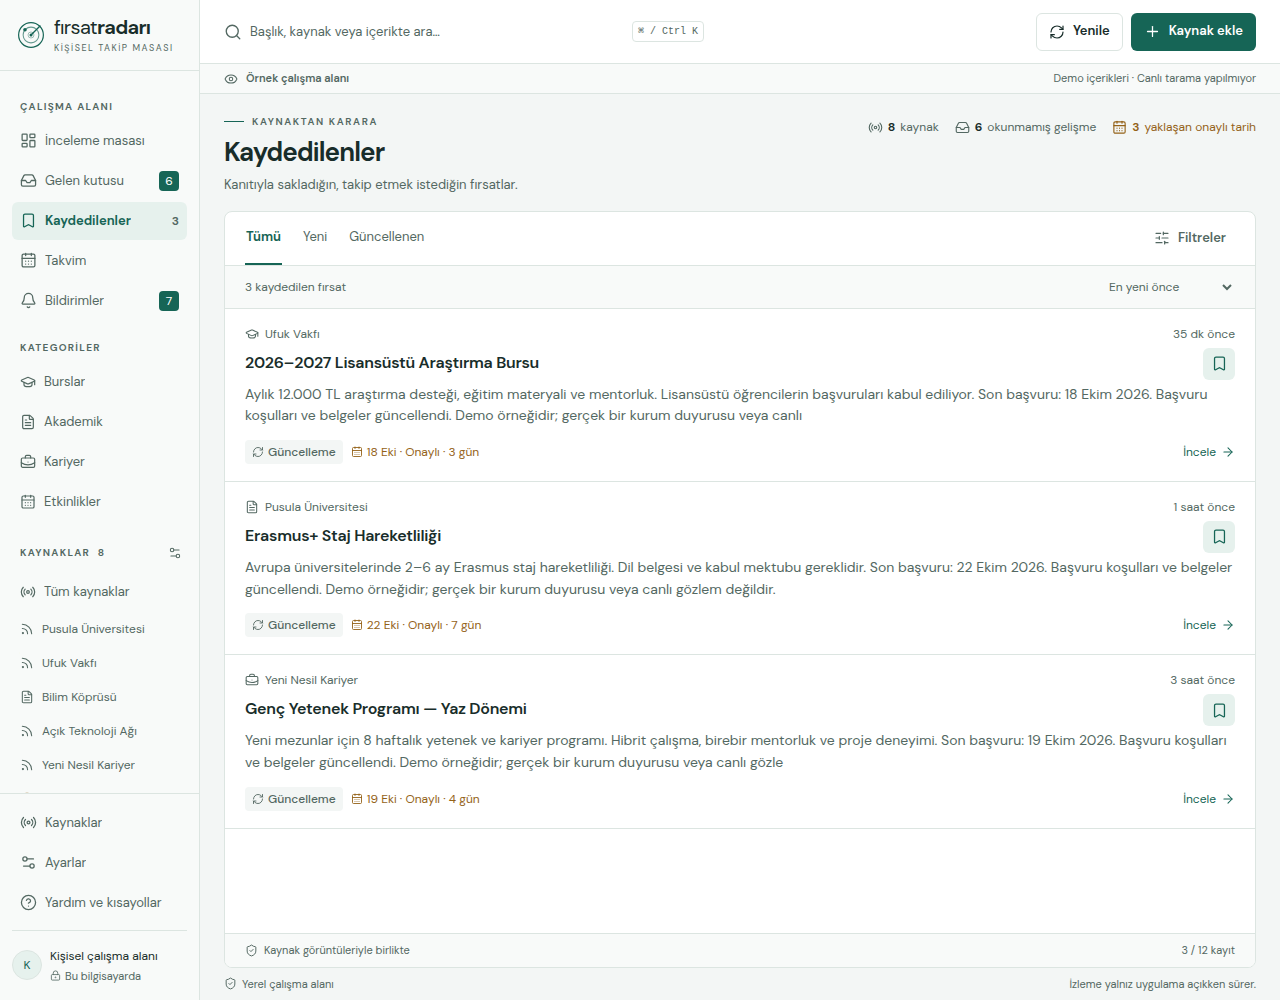 fırsatradarı
KİŞİSEL TAKİP MASASI
ÇALIŞMA ALANI
İnceleme masası
Gelen kutusu 6
Kaydedilenler 3
Takvim
Bildirimler 7
KATEGORİLER
Burslar
Akademik
Kariyer
Etkinlikler
KAYNAKLAR 8
Tüm kaynaklar
Pusula Üniversitesi
Ufuk Vakfı
Bilim Köprüsü
Açık Teknoloji Ağı
Yeni Nesil Kariyer
Kaynaklar
Ayarlar
Yardım ve kısayollar
K
Kişisel çalışma alanı
Bu bilgisayarda
Başlık, kaynak veya içerikte ara...
⌘ / Ctrl K
Yenile
Kaynak ekle
Örnek çalışma alanı
Demo içerikleri · Canlı tarama yapılmıyor
KAYNAKTAN KARARA
8 kaynak
6 okunmamış gelişme
3 yaklaşan onaylı tarih
Kaydedilenler
Kanıtıyla sakladığın, takip etmek istediğin fırsatlar.
Tümü Yeni Güncellenen
Filtreler
3 kaydedilen fırsat
En yeni önce
Ufuk Vakfı
35 dk önce
2026–2027 Lisansüstü Araştırma Bursu
Aylık 12.000 TL araştırma desteği, eğitim materyali ve mentorluk. Lisansüstü öğrencilerin başvuruları kabul ediliyor. Son başvuru: 18 Ekim 2026. Başvuru
koşulları ve belgeler güncellendi. Demo örneğidir; gerçek bir kurum duyurusu veya canlı
Güncelleme
18 Eki · Onaylı · 3 gün
İncele
Pusula Üniversitesi
1 saat önce
Erasmus+ Staj Hareketliliği
Avrupa üniversitelerinde 2–6 ay Erasmus staj hareketliliği. Dil belgesi ve kabul mektubu gereklidir. Son başvuru: 22 Ekim 2026. Başvuru koşulları ve belgeler
güncellendi. Demo örneğidir; gerçek bir kurum duyurusu veya canlı gözlem değildir.
Güncelleme
22 Eki · Onaylı · 7 gün
İncele
Yeni Nesil Kariyer
3 saat önce
Genç Yetenek Programı — Yaz Dönemi
Yeni mezunlar için 8 haftalık yetenek ve kariyer programı. Hibrit çalışma, birebir mentorluk ve proje deneyimi. Son başvuru: 19 Ekim 2026. Başvuru koşulları
ve belgeler güncellendi. Demo örneğidir; gerçek bir kurum duyurusu veya canlı gözle
Güncelleme
19 Eki · Onaylı · 4 gün
İncele
Kaynak görüntüleriyle birlikte
3 / 12 kayıt
Yerel çalışma alanı
İzleme yalnız uygulama açıkken sürer.